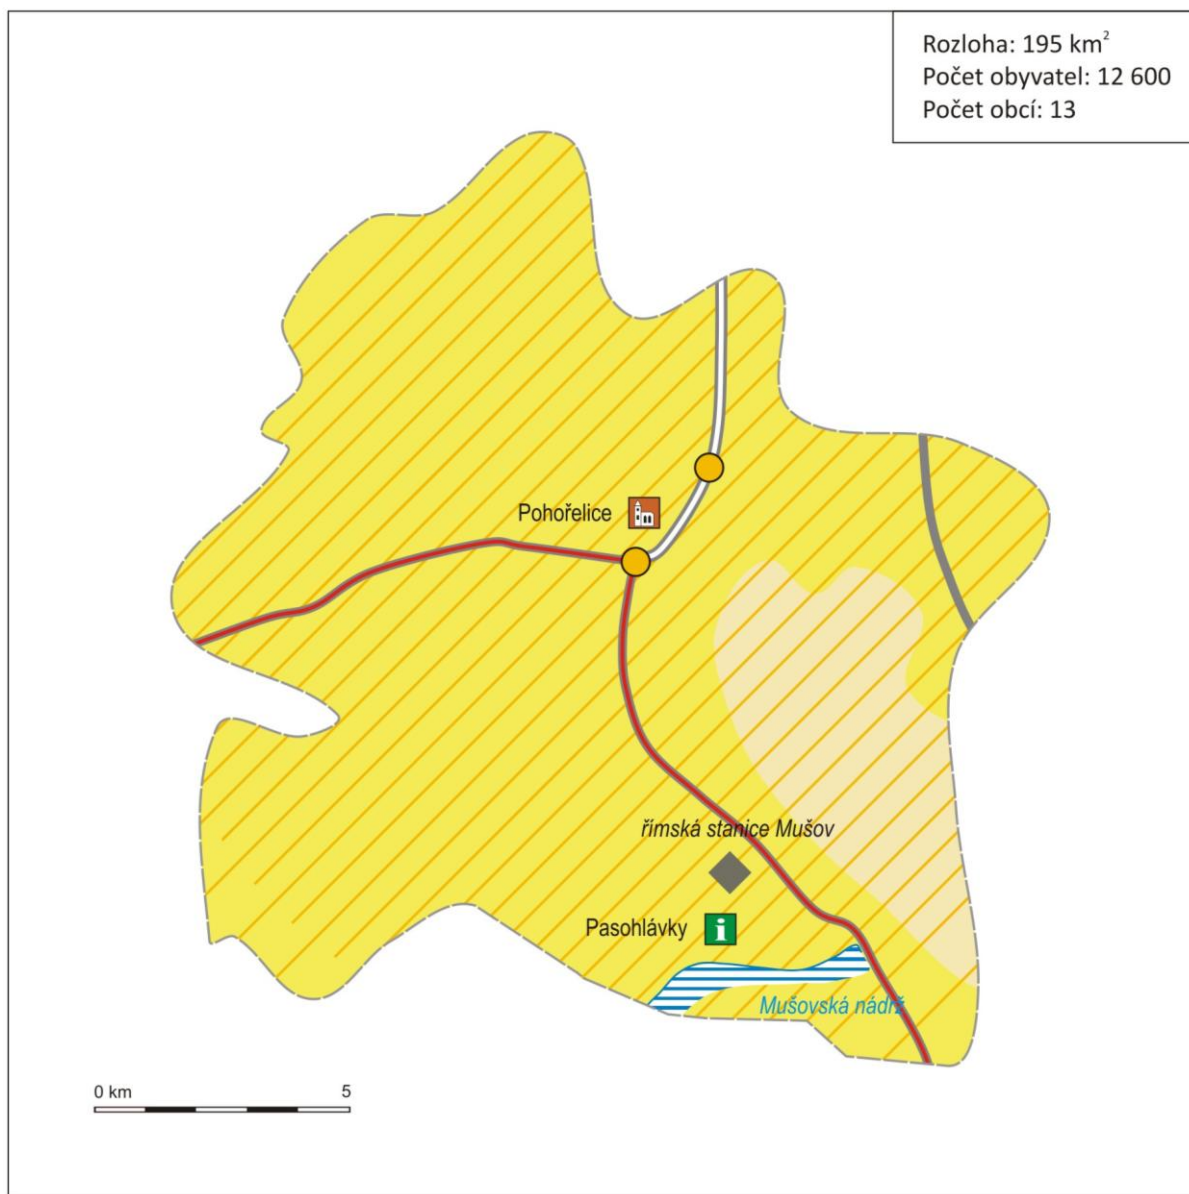 Rozloha: 195 km²
Počet obyvatel: 12 600
Počet obcí: 13
Pohořelice
římská stanice Mušov
Pasohlávky
i
Mušovská nádrž
0 km 5